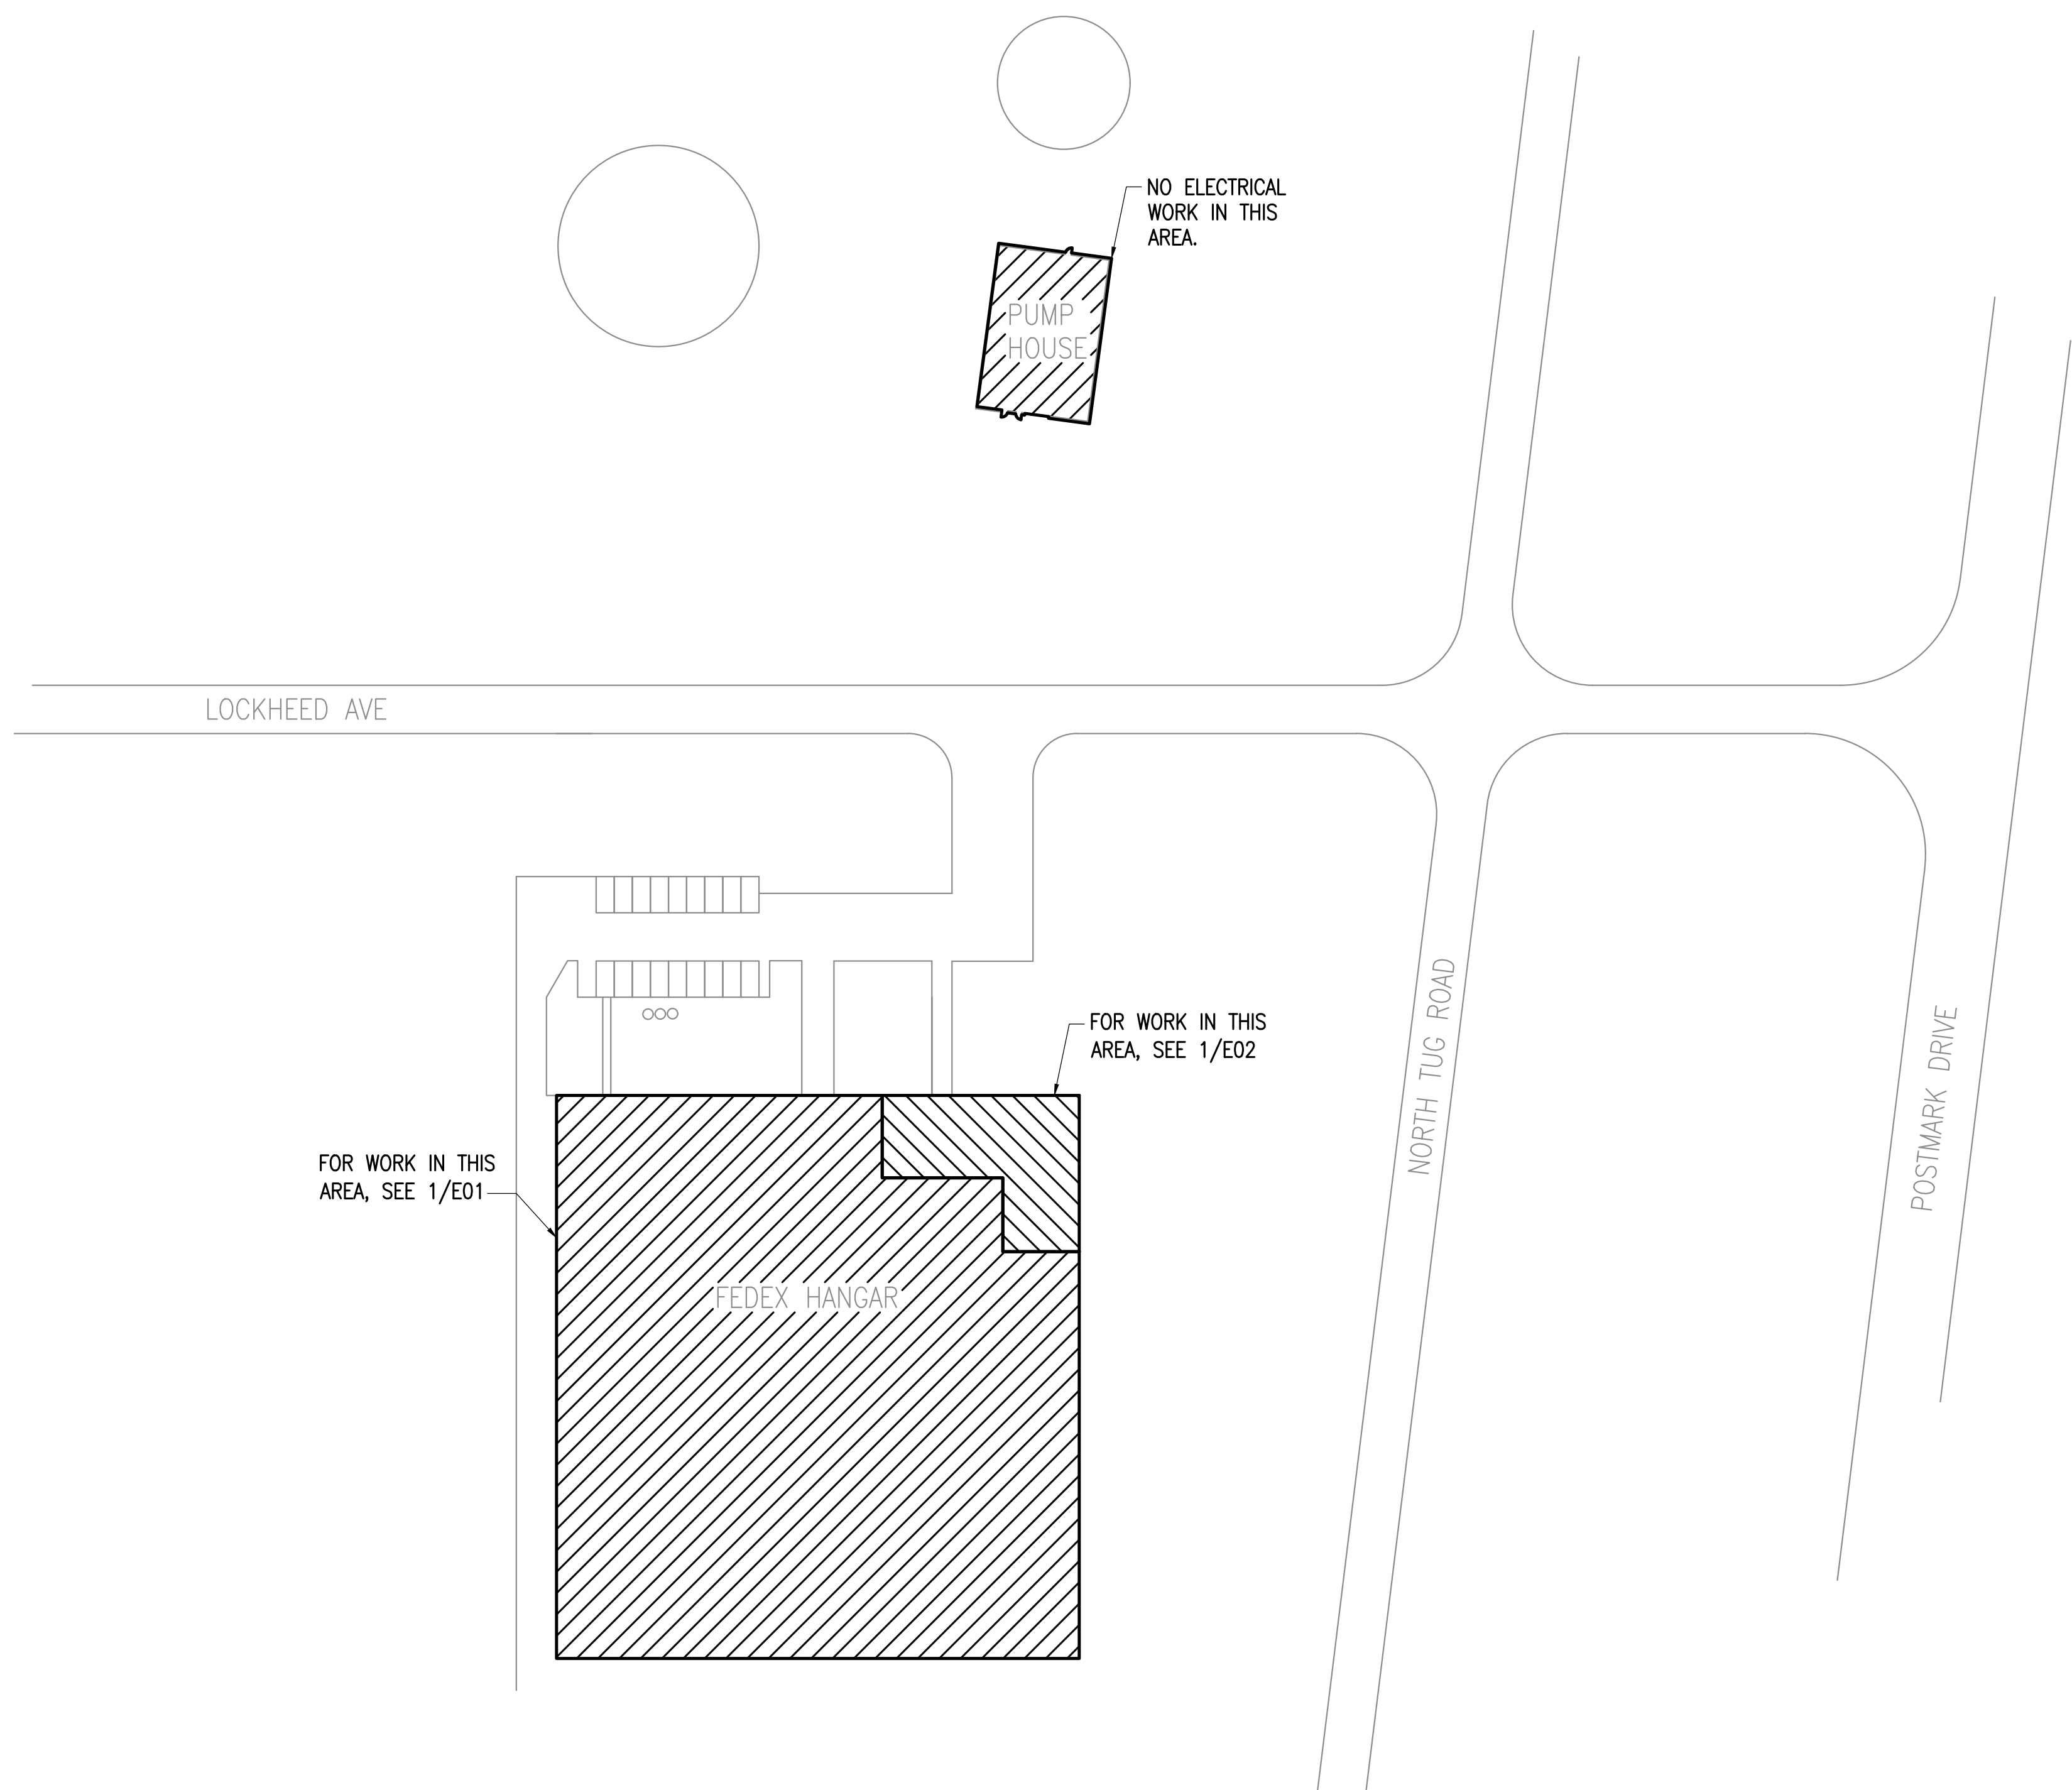 NO ELECTRICAL
WORK IN THIS
AREA.
PUMP
HOUSE
LOCKHEED AVE
NORTH TUG ROAD
POSTMARK DRIVE
FOR WORK IN THIS
AREA, SEE 1/E02
FOR WORK IN THIS
AREA, SEE 1/E01
FEDEX HANGAR